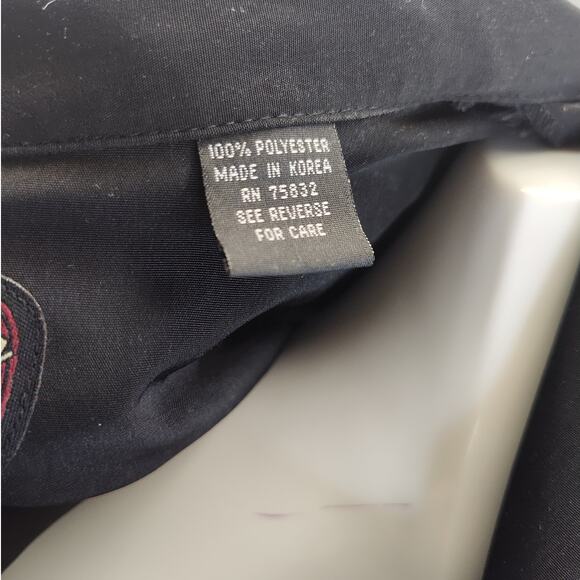 100% POLYESTER
MADE IN KOREA
RN 75832
SEE REVERSE
FOR CARE